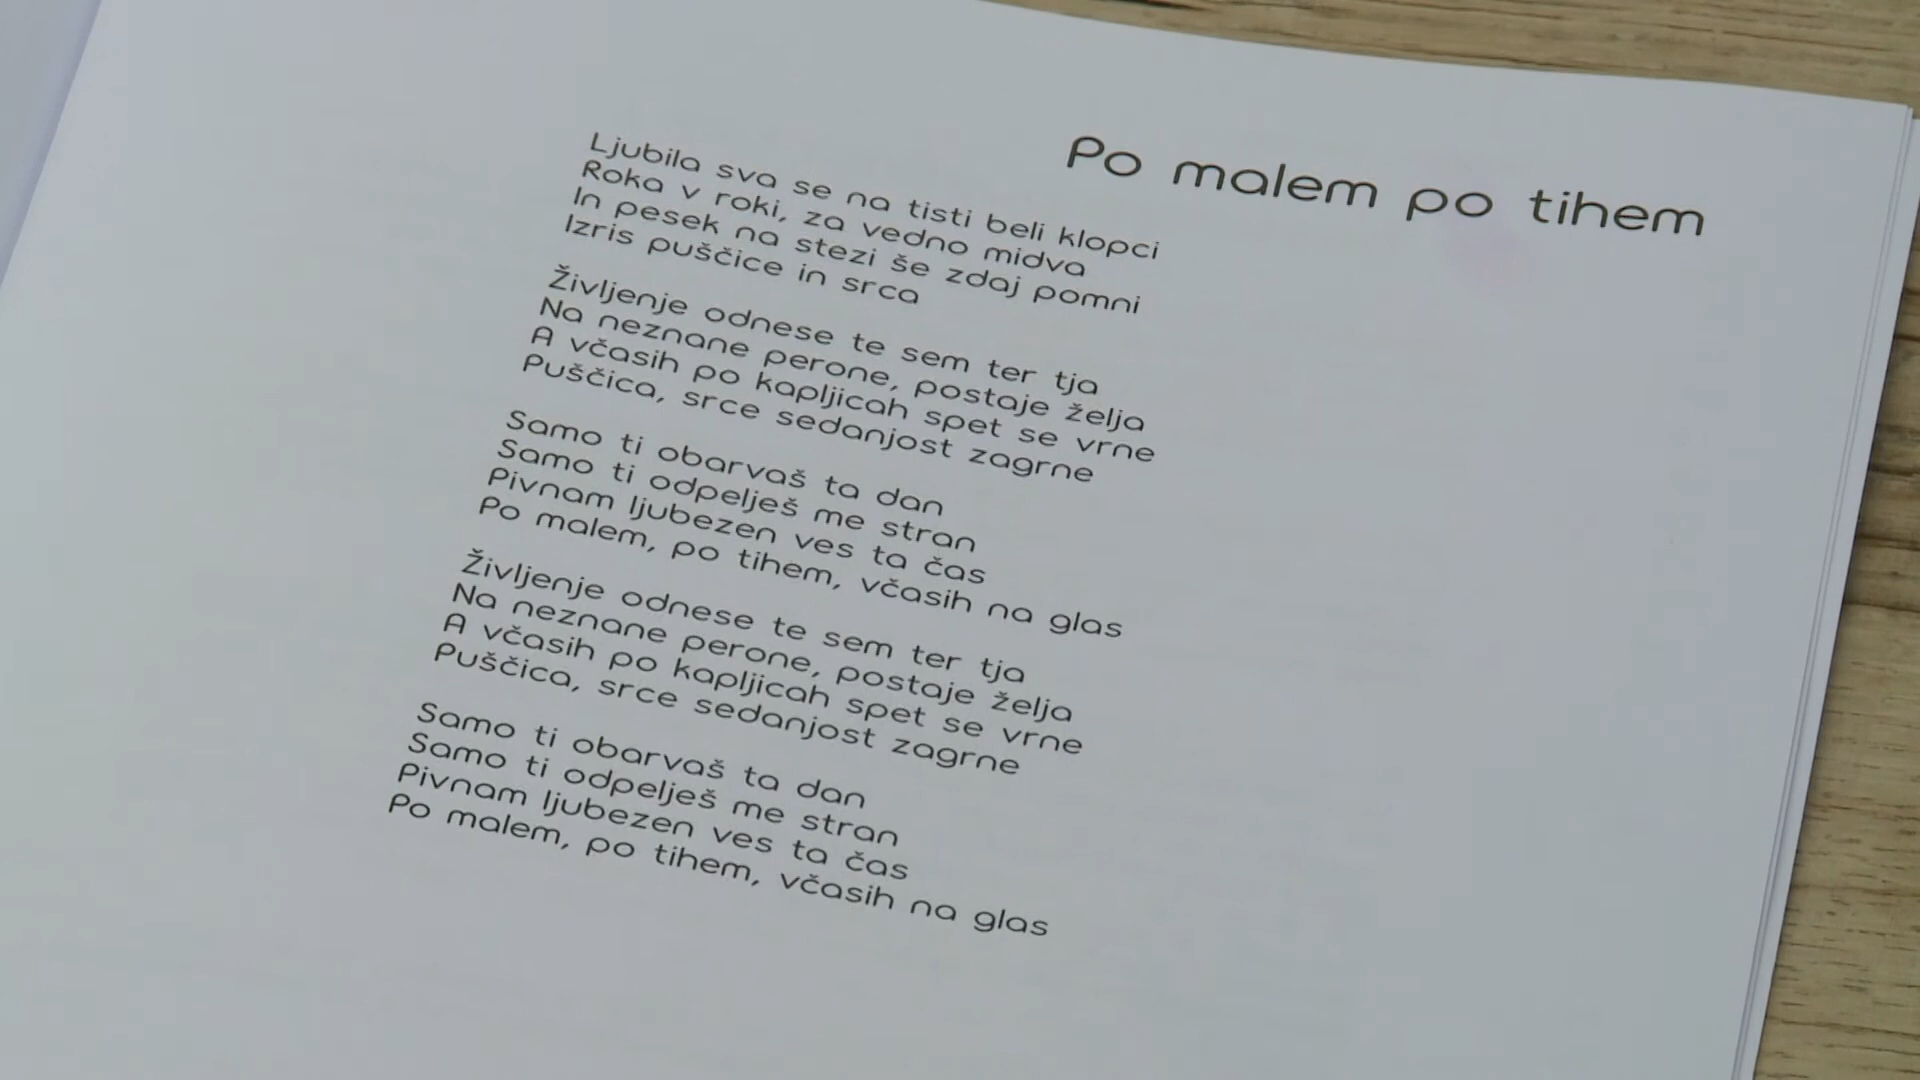 Po malem po tihem
Ljubila sva se na tisti beli klopci
Roka v roki, za vedno midva
In pesek na stezi še zdaj pomni
Izris puščice in srca
Življenje odnese te sem ter tja
Na neznane perone, postaje želja
A včasih po kapljicah spet se vrne
Puščica, srce sedanjost zagrne
Samo ti obarvaš ta dan
Samo ti odpelješ me stran
Pivnam ljubezen ves ta čas
Po malem, po tihem, včasih na glas
Življenje odnese te sem ter tja
Na neznane perone, postaje želja
A včasih po kapljicah spet se vrne
Puščica, srce sedanjost zagrne
Samo ti obarvaš ta dan
Samo ti odpelješ me stran
Pivnam ljubezen ves ta čas
Po malem, po tihem, včasih na glas